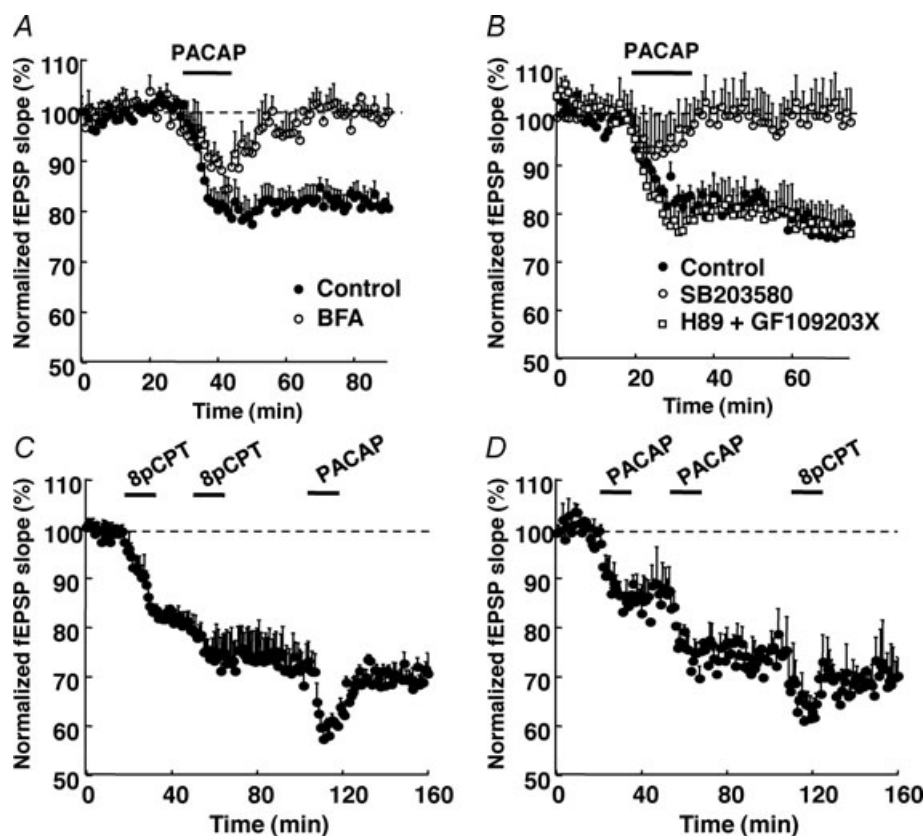 A
PACAP
Normalized fEPSP slope (%)
110
100
90
80
70
60
50
Control
BFA
0 20 40 60 80
Time (min)
B
PACAP
Normalized fEPSP slope (%)
110
100
90
80
70
60
50
Control
SB203580
H89 + GF109203X
0 20 40 60
Time (min)
C
8pCPT 8pCPT PACAP
Normalized fEPSP slope (%)
110
100
90
80
70
60
50
0 40 80 120 160
Time (min)
D
PACAP PACAP 8pCPT
Normalized fEPSP slope (%)
110
100
90
80
70
60
50
0 40 80 120 160
Time (min)